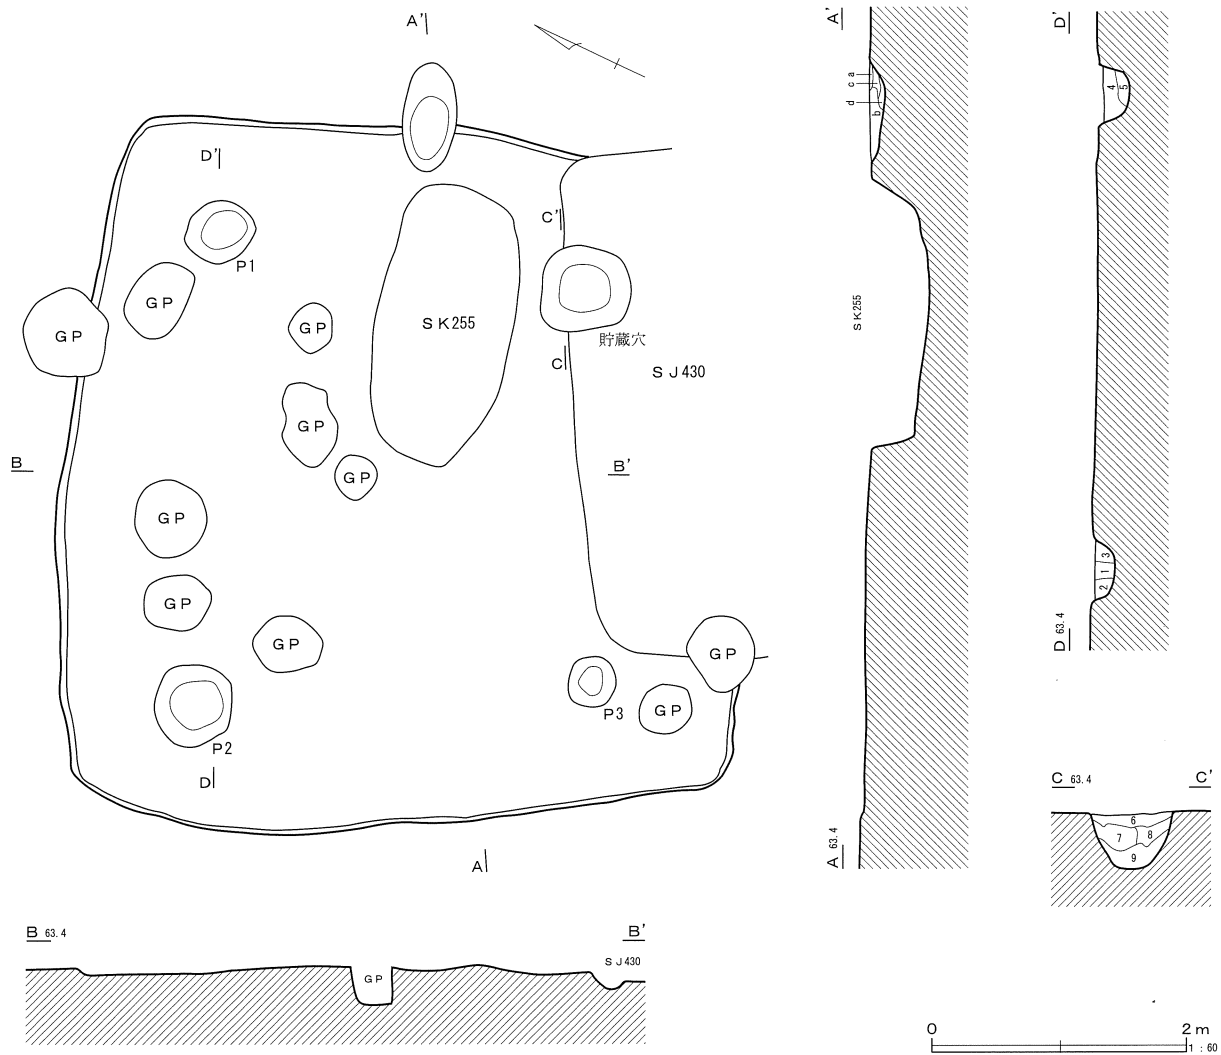 A'
D'
P1
GP
GP
GP
C'
SK255
貯蔵穴
C
SJ430
GP
B
B'
GP
GP
GP
GP
GP
P2
P3
GP
D
A
B 63.4
B'
GP
SJ430
A'
a
c
d
b
SK255
A 63.4
D'
4
5
3
1
2
D 63.4
C 63.4
C'
6
7
8
9
0
2m
1:60